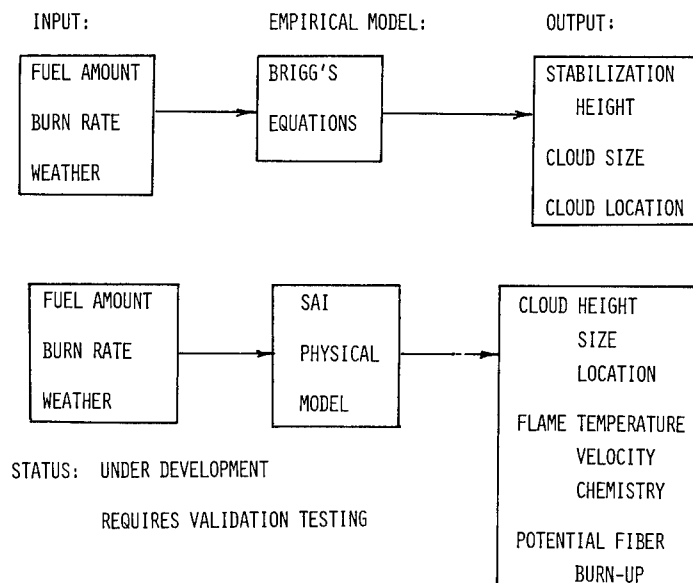 INPUT: EMPIRICAL MODEL: OUTPUT:
FUEL AMOUNT
BURN RATE
WEATHER
BRIGG'S
EQUATIONS
STABILIZATION
HEIGHT
CLOUD SIZE
CLOUD LOCATION
FUEL AMOUNT
BURN RATE
WEATHER
SAI
PHYSICAL
MODEL
CLOUD HEIGHT
SIZE
LOCATION
FLAME TEMPERATURE
VELOCITY
CHEMISTRY
POTENTIAL FIBER
BURN-UP
STATUS: UNDER DEVELOPMENT
REQUIRES VALIDATION TESTING